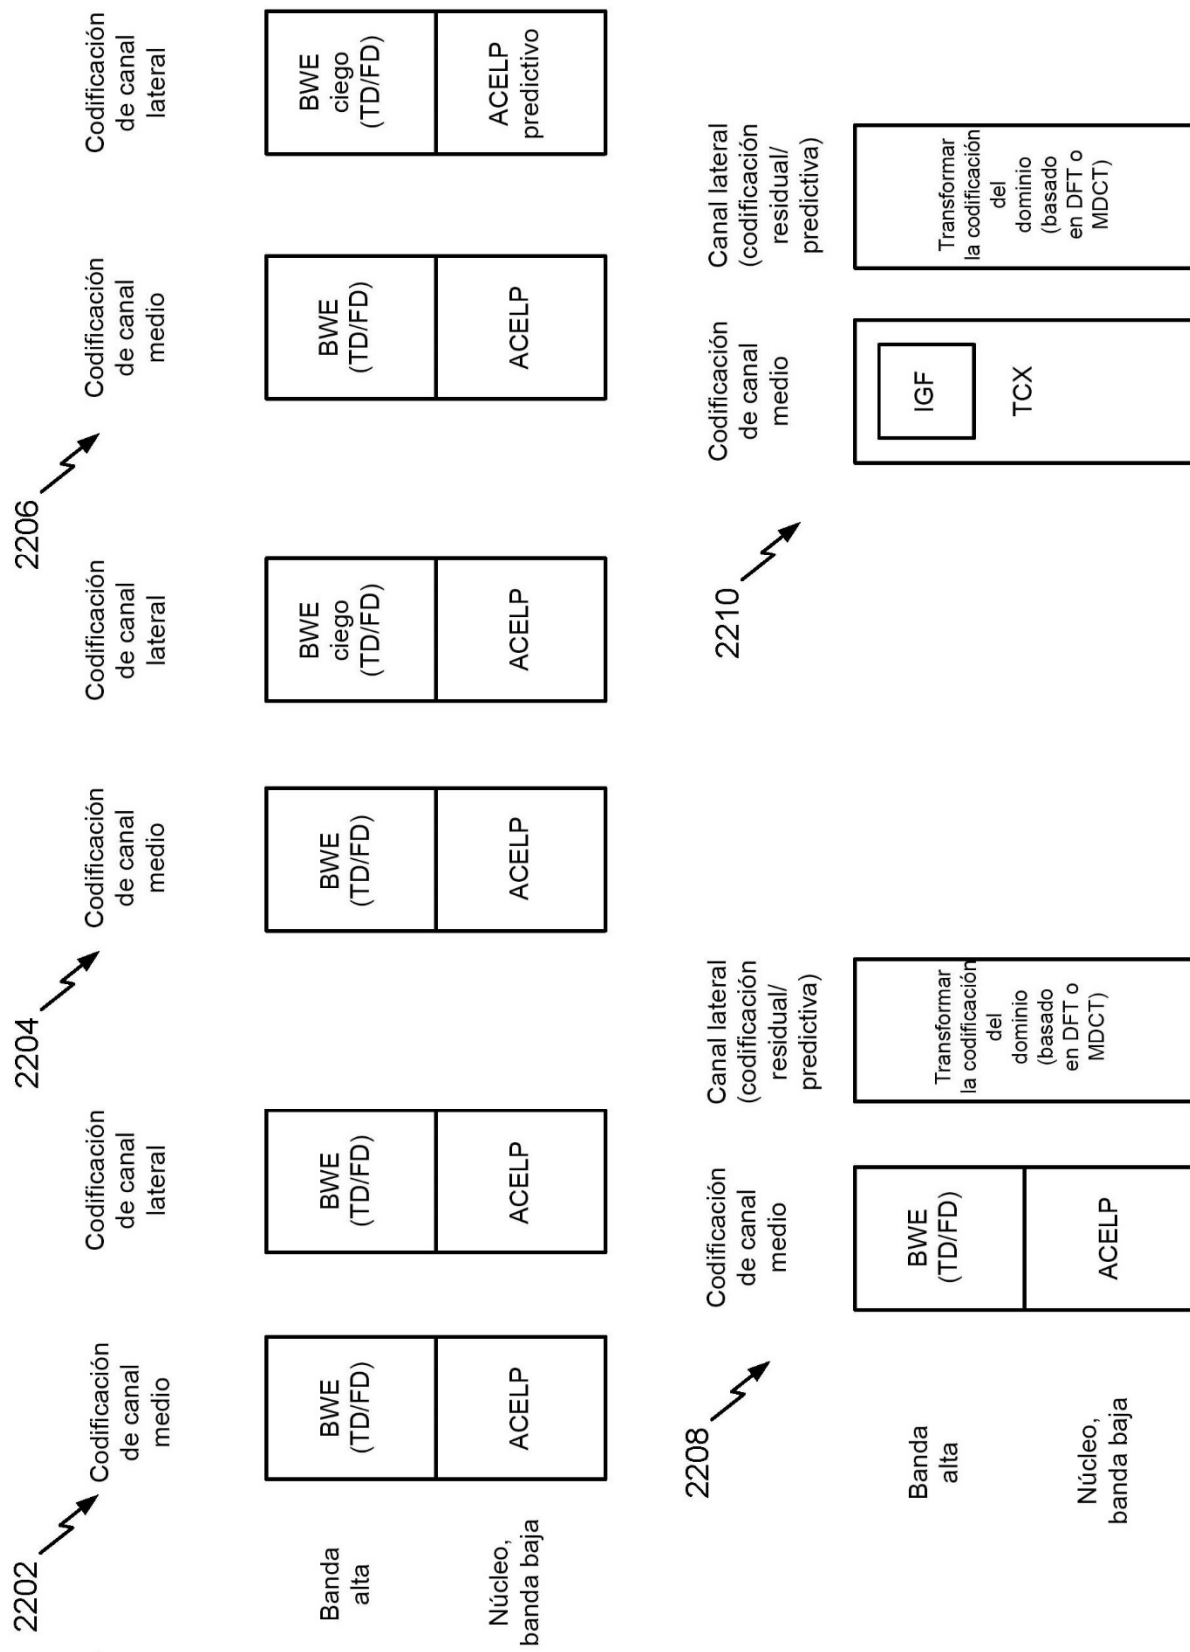 2202
Codificación
de canal
medio
Codificación
de canal
lateral
2204
Codificación
de canal
medio
Codificación
de canal
lateral
2206
Codificación
de canal
medio
Codificación
de canal
lateral
Banda
alta
BWE
(TD/FD)
BWE
(TD/FD)
BWE
(TD/FD)
BWE
ciego
(TD/FD)
BWE
(TD/FD)
BWE
ciego
(TD/FD)
Núcleo,
banda baja
ACELP
ACELP
ACELP
ACELP
ACELP
ACELP
predictivo
2208
Codificación
de canal
medio
Canal lateral
(codificación
residual/
predictiva)
2210
Codificación
de canal
medio
Canal lateral
(codificación
residual/
predictiva)
Banda
alta
BWE
(TD/FD)
Núcleo,
banda baja
ACELP
Transformar
la codificación
del
dominio
(basado
en DFT o
MDCT)
IGF
TCX
Transformar
la codificación
del
dominio
(basado
en DFT o
MDCT)